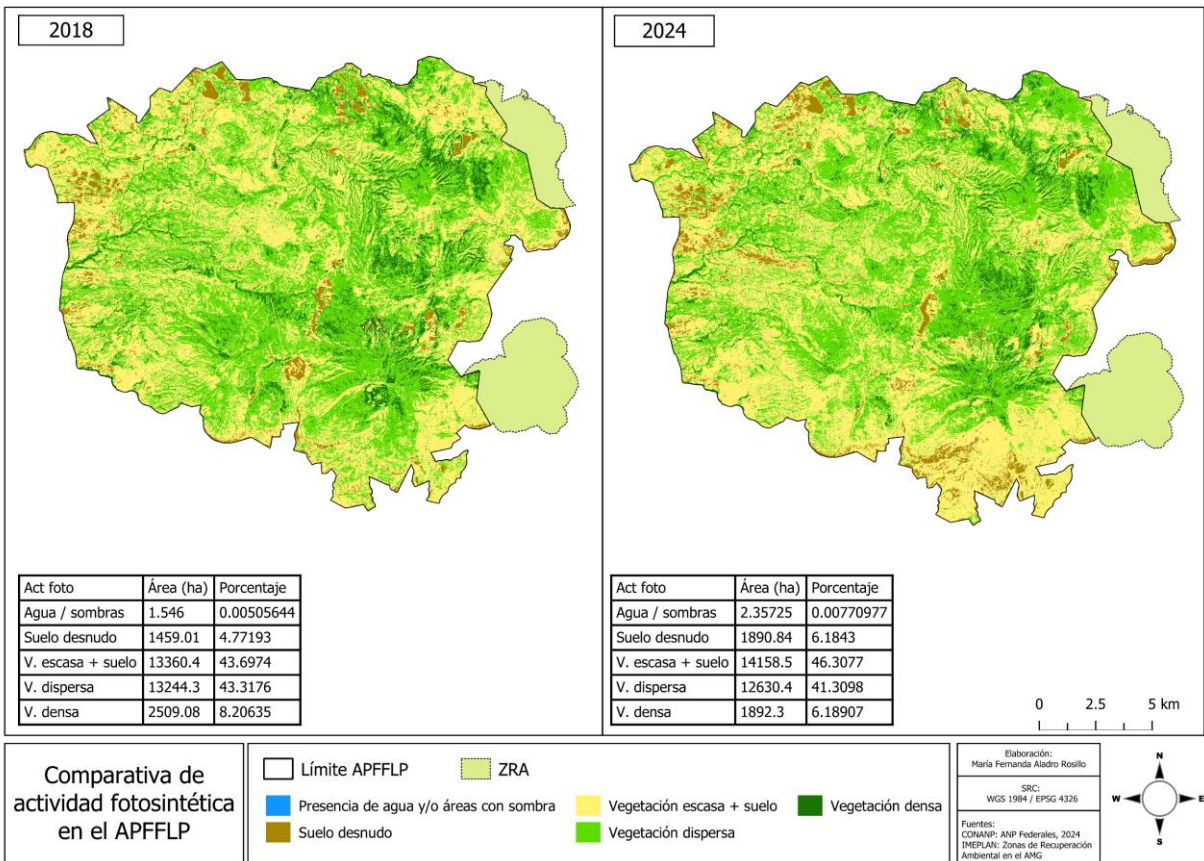 2018
2024
Act foto Área (ha) Porcentaje
Agua / sombras 1.546 0.00505644
Suelo desnudo 1459.01 4.77193
V. escasa + suelo 13360.4 43.6974
V. dispersa 13244.3 43.3176
V. densa 2509.08 8.20635
Act foto Área (ha) Porcentaje
Agua / sombras 2.35725 0.00770977
Suelo desnudo 1890.84 6.1843
V. escasa + suelo 14158.5 46.3077
V. dispersa 12630.4 41.3098
V. densa 1892.3 6.18907
0 2.5 5 km
Comparativa de
actividad fotosintética
en el APFFLP
Límite APFFLP ZRA
Presencia de agua y/o áreas con sombra Vegetación escasa + suelo Vegetación densa
Suelo desnudo Vegetación dispersa
Elaboración:
María Fernanda Aladro Rosillo
SRC:
WGS 1984 / EPSG 4326
Fuentes:
CONANP: ANP Federales, 2024
IMEPLAN: Zonas de Recuperación
Ambiental en el AMG
N
W E
S